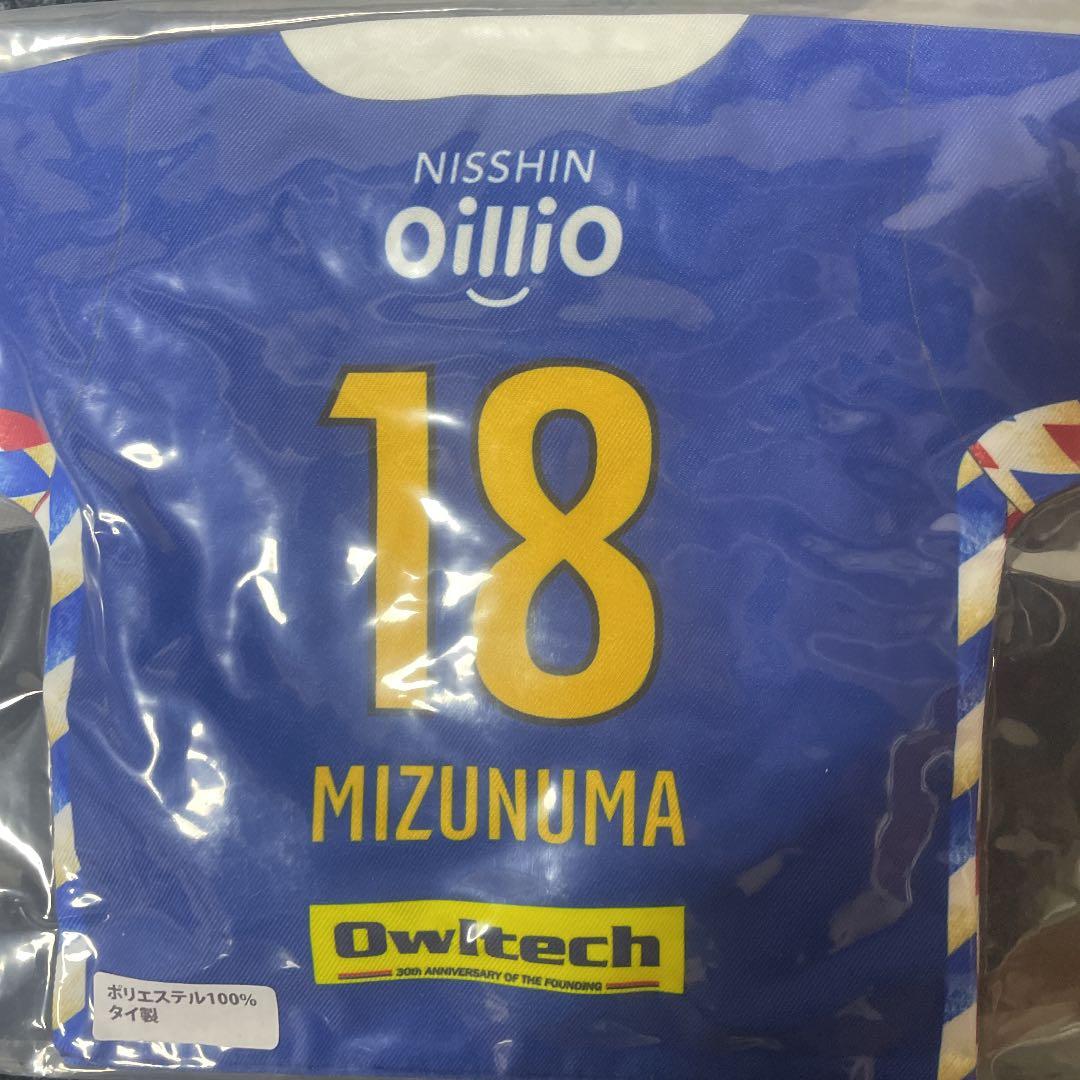 NISSHIN
OilliO
18
MIZUNUMA
Owltech
30th ANNIVERSARY OF THE FOUNDING
ポリエステル100%
タイ製